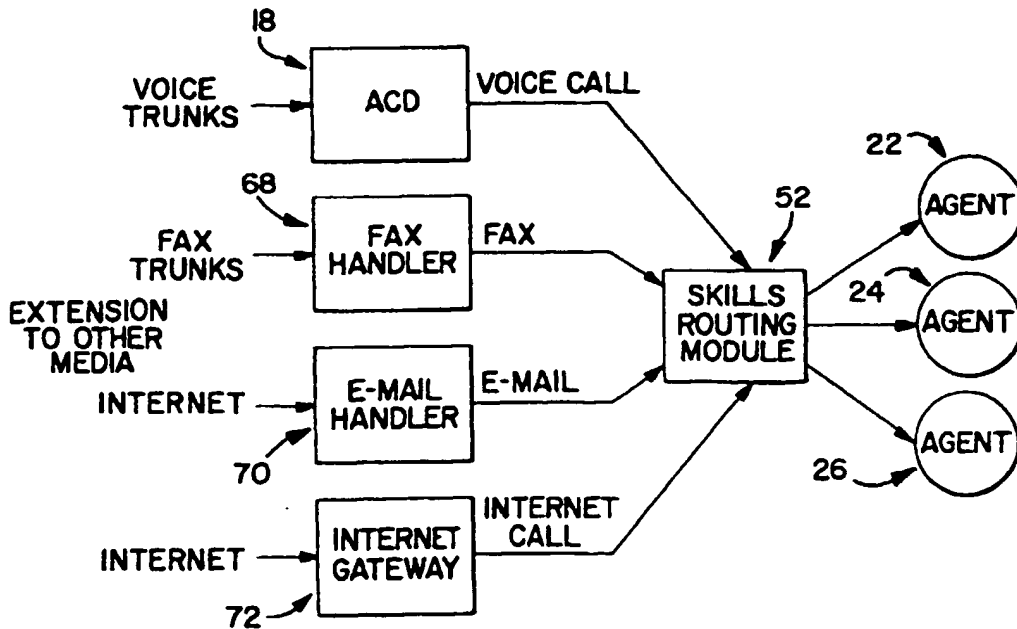 18
VOICE
TRUNKS
ACD
VOICE CALL
68
FAX
TRUNKS
FAX
HANDLER
FAX
EXTENSION
TO OTHER
MEDIA
INTERNET
E-MAIL
HANDLER
E-MAIL
70
INTERNET
INTERNET
GATEWAY
INTERNET
CALL
72
52
SKILLS
ROUTING
MODULE
22
AGENT
24
AGENT
26
AGENT